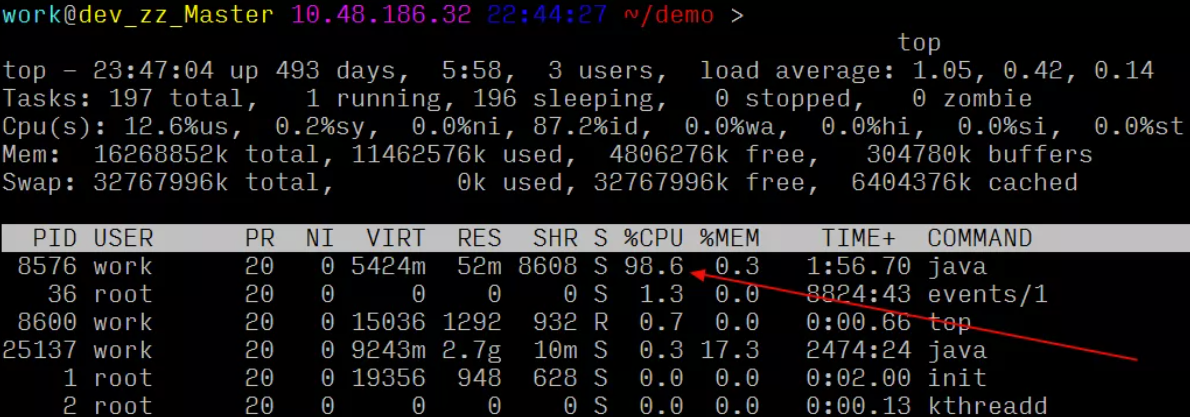 work@dev_zz_Master 10.48.186.32 22:44:27 ~/demo >
top
top - 23:47:04 up 493 days,  5:58,  3 users,  load average: 1.05, 0.42, 0.14
Tasks: 197 total,   1 running, 196 sleeping,   0 stopped,   0 zombie
Cpu(s): 12.6%us,  0.2%sy,  0.0%ni, 87.2%id,  0.0%wa,  0.0%hi,  0.0%si,  0.0%st
Mem:  16268852k total, 11462576k used,  4806276k free,   304780k buffers
Swap: 32767996k total,        0k used, 32767996k free,  6404376k cached
PID USER      PR  NI  VIRT  RES  SHR S %CPU %MEM    TIME+  COMMAND
8576 work      20   0 5424m  52m 8608 S 98.6  0.3   1:56.70 java
36 root      20   0     0    0    0 S  1.3  0.0   8824:43 events/1
8600 work      20   0 15036 1292  932 R  0.7  0.0   0:00.66 top
25137 work      20   0 9243m 2.7g  10m S  0.3 17.3   2474:24 java
1 root      20   0 19356  948  628 S  0.0  0.0   0:02.00 init
2 root      20   0     0    0    0 S  0.0  0.0   0:00.13 kthreadd